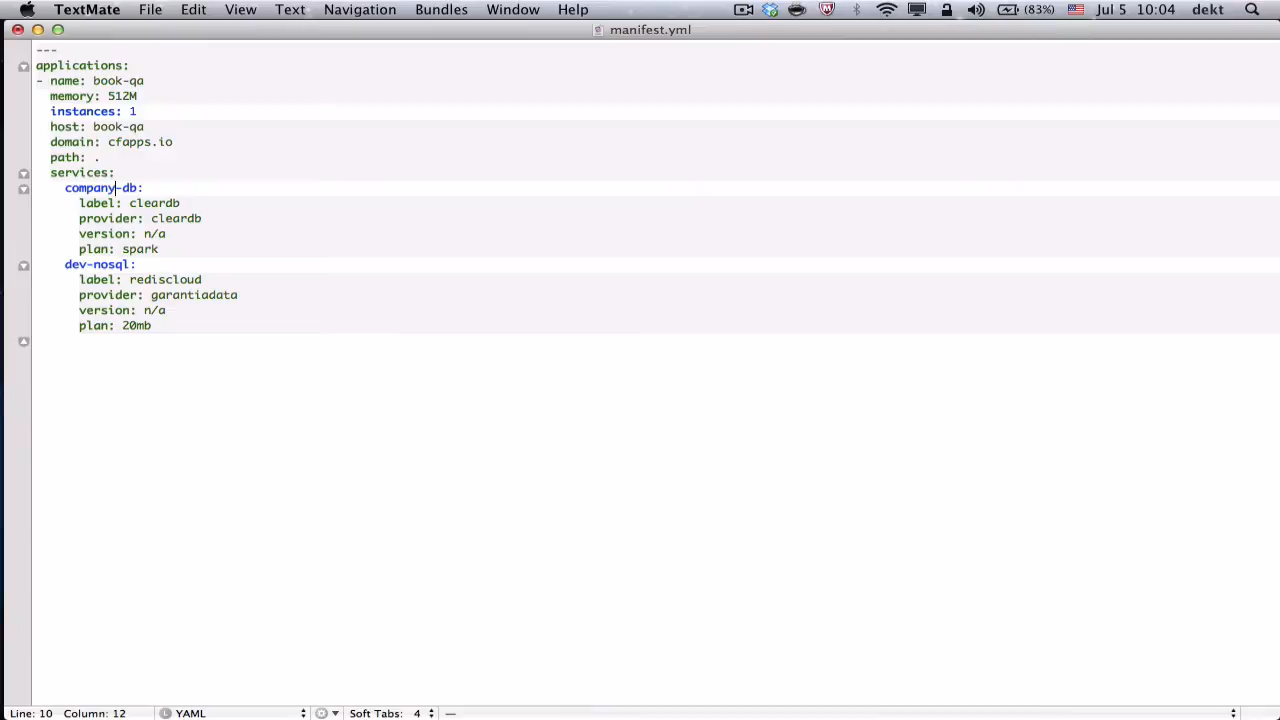 TextMate File Edit View Text Navigation Bundles Window Help (83%) Jul 5 10:04 dekt
manifest.yml
---
applications:
- name: book-qa
memory: 512M
instances: 1
host: book-qa
domain: cfapps.io
path: .
services:
company-db:
label: cleardb
provider: cleardb
version: n/a
plan: spark
dev-nosql:
label: rediscloud
provider: garantiadata
version: n/a
plan: 20mb
Line: 10 Column: 12 L YAML Soft Tabs: 4 —